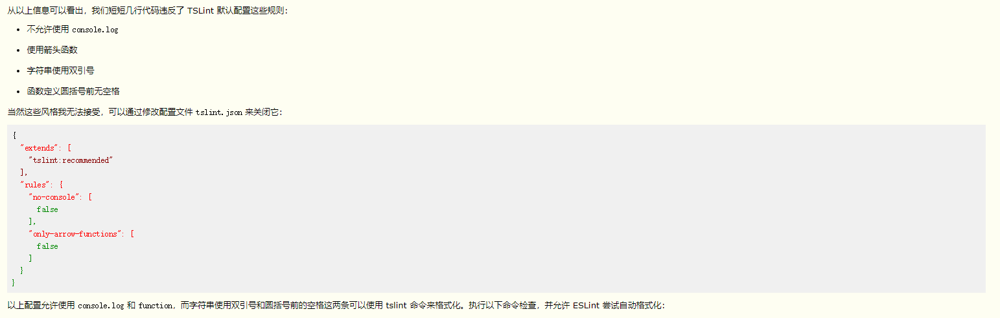 从以上信息可以看出，我们短短几行代码违反了 TSLint 默认配置这些规则：
• 不允许使用 console.log
• 使用箭头函数
• 字符串使用双引号
• 函数定义圆括号前无空格
当然这些风格我无法接受，可以通过修改配置文件 tslint.json 来关闭它：
{
  "extends": [
    "tslint:recommended"
  ],
  "rules": {
    "no-console": [
      false
    ],
    "only-arrow-functions": [
      false
    ]
  }
}
以上配置允许使用 console.log 和 function，而字符串使用双引号和圆括号前的空格这两条可以使用 tslint 命令来格式化。执行以下命令检查，并允许 ESLint 尝试自动格式化：